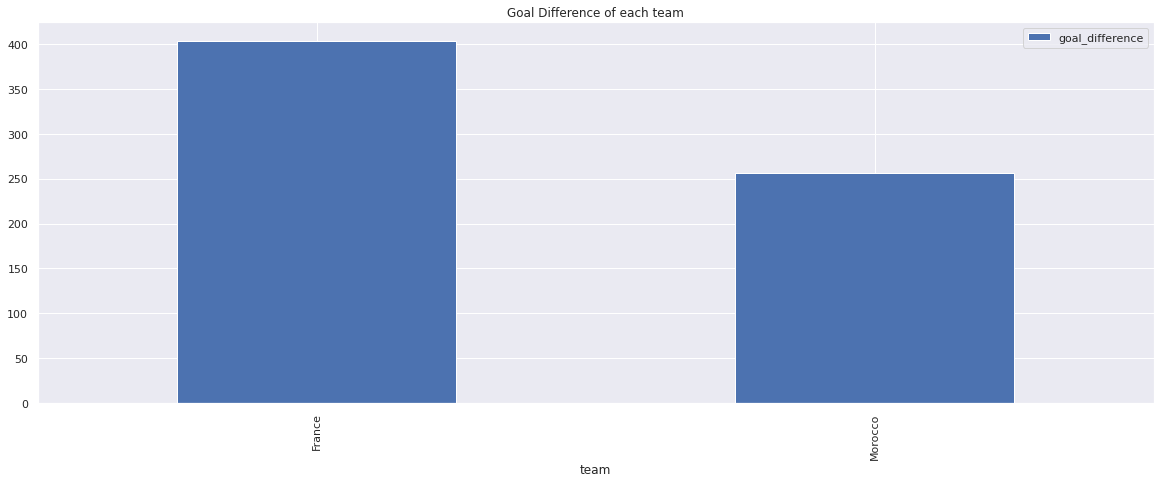 Goal Difference of each team
goal_difference
400
350
300
250
200
150
100
50
0
France
Morocco
team